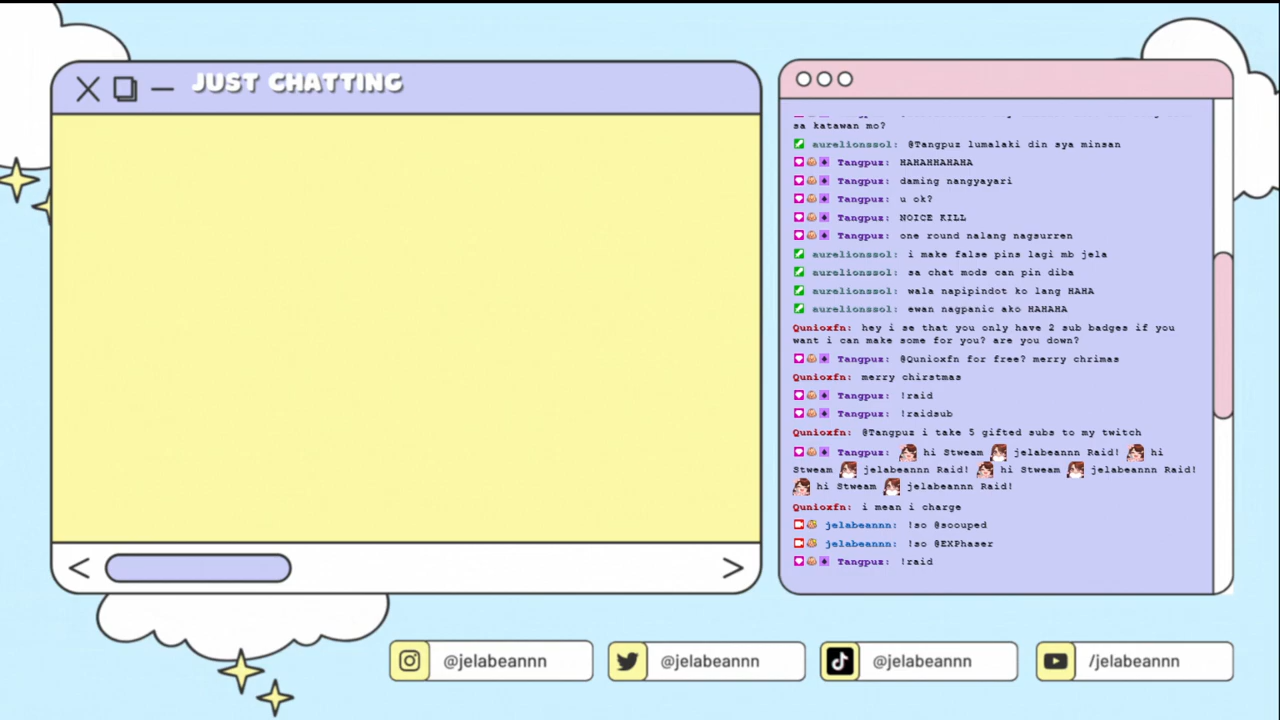 JUST CHATTING
sa katawan mo?
aurelionssol: @Tangpuz lumalaki din sya minsan
Tangpuz: HAHAHHAHAHA
Tangpuz: daming nangyayari
Tangpuz: u ok?
Tangpuz: NOICE KILL
Tangpuz: one round nalang nagsurren
aurelionssol: i make false pins lagi mb jela
aurelionssol: sa chat mods can pin diba
aurelionssol: wala napipindot ko lang HAHA
aurelionssol: ewan nagpanic ako HAHAHA
Qunioxfn: hey i se that you only have 2 sub badges if you
want i can make some for you? are you down?
Tangpuz: @Qunioxfn for free? merry chrimas
Qunioxfn: merry chirstmas
Tangpuz: !raid
Tangpuz: !raidsub
Qunioxfn: @Tangpuz i take 5 gifted subs to my twitch
Tangpuz: hi Stweam jelabeannn Raid! hi
Stweam jelabeannn Raid! hi Stweam jelabeannn Raid!
hi Stweam jelabeannn Raid!
Qunioxfn: i mean i charge
jelabeannn: !so @soouped
jelabeannn: !so @EXPhaser
Tangpuz: !raid
@jelabeannn
@jelabeannn
@jelabeannn
/jelabeannn